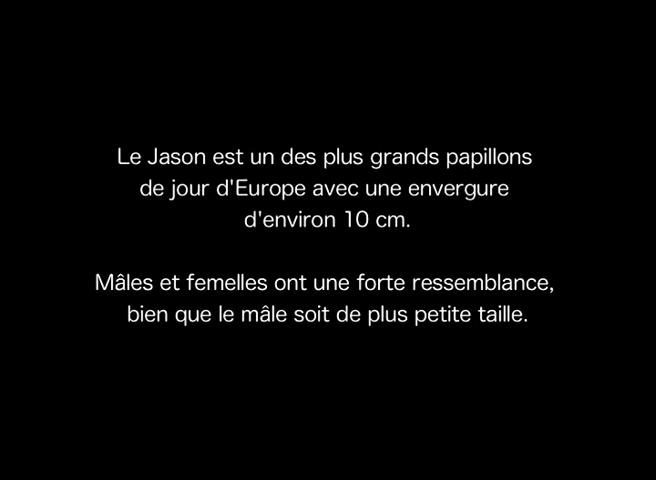 Le Jason est un des plus grands papillons
de jour d'Europe avec une envergure
d'environ 10 cm.
Mâles et femelles ont une forte ressemblance,
bien que le mâle soit de plus petite taille.